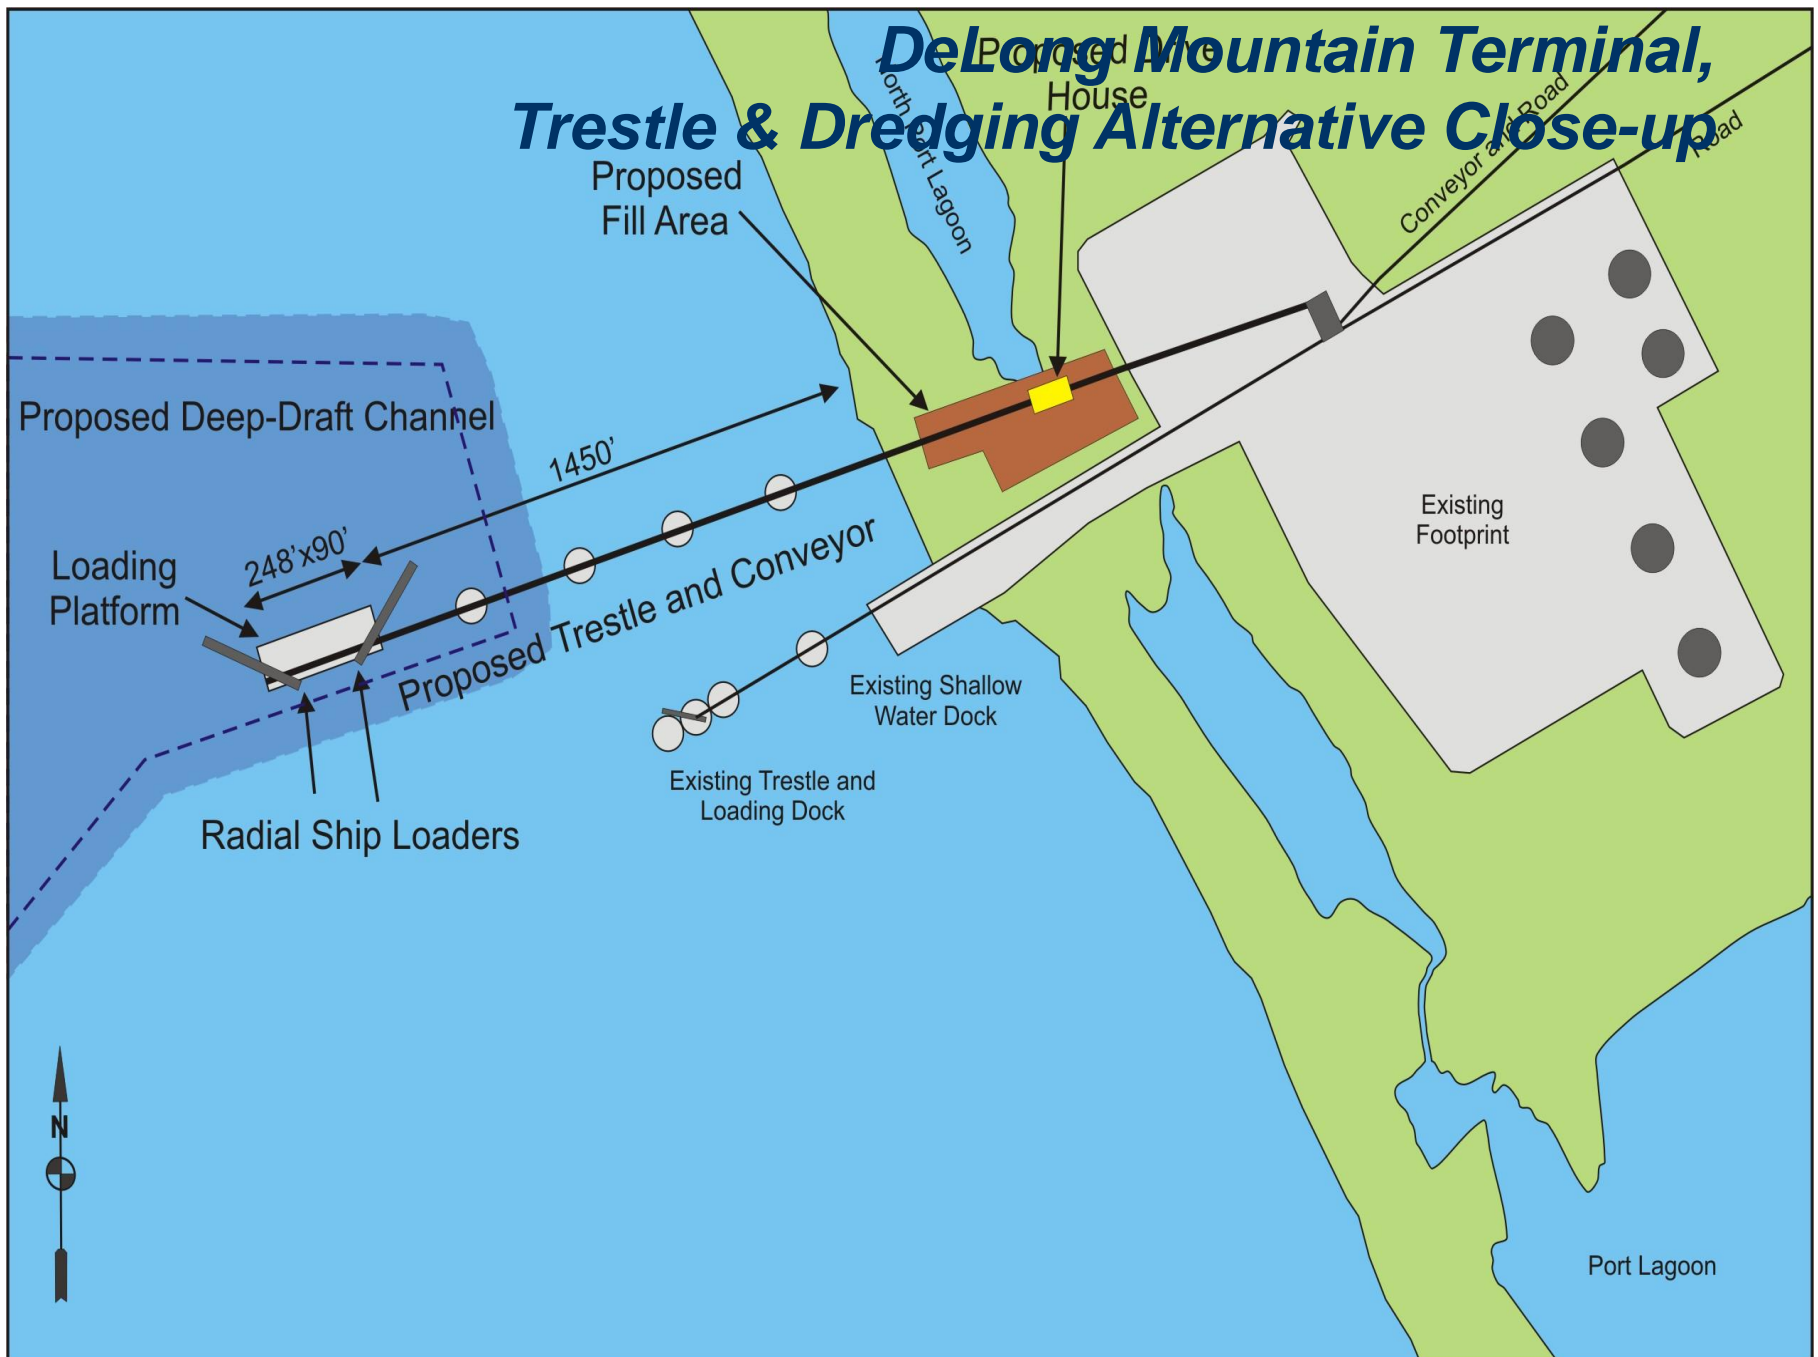 DeLong Mountain Terminal,
Trestle & Dredging Alternative Close-up
Proposed Drive
House
North Port Lagoon
Conveyor and Road
Road
Proposed
Fill Area
Proposed Deep-Draft Channel
1450’
248’x90’
Loading
Platform
Proposed Trestle and Conveyor
Existing
Footprint
Existing Shallow
Water Dock
Existing Trestle and
Loading Dock
Radial Ship Loaders
N
Port Lagoon